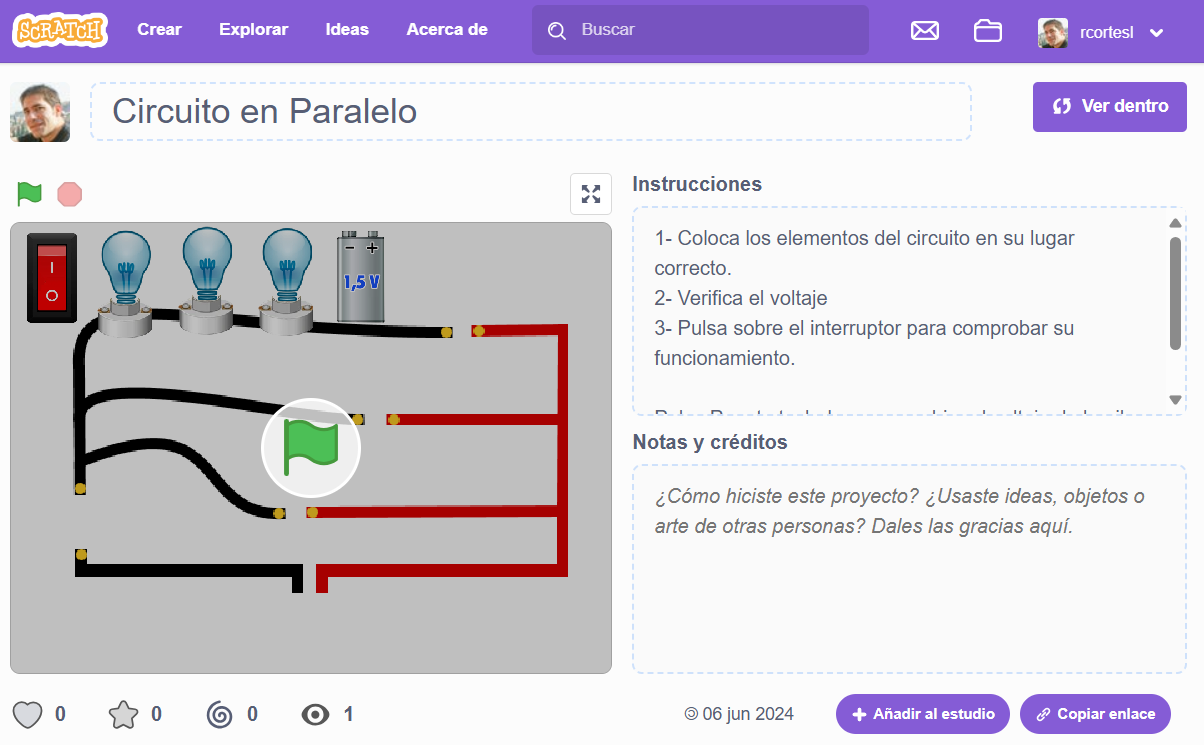 SCRATCH
Crear
Explorar
Ideas
Acerca de
Buscar
rcortesl
Circuito en Paralelo
Ver dentro
Instrucciones
1- Coloca los elementos del circuito en su lugar
correcto.
2- Verifica el voltaje
3- Pulsa sobre el interruptor para comprobar su
funcionamiento.
- +
1,5 V
Notas y créditos
¿Cómo hiciste este proyecto? ¿Usaste ideas, objetos o
arte de otras personas? Dales las gracias aquí.
0
0
0
1
06 jun 2024
Añadir al estudio
Copiar enlace